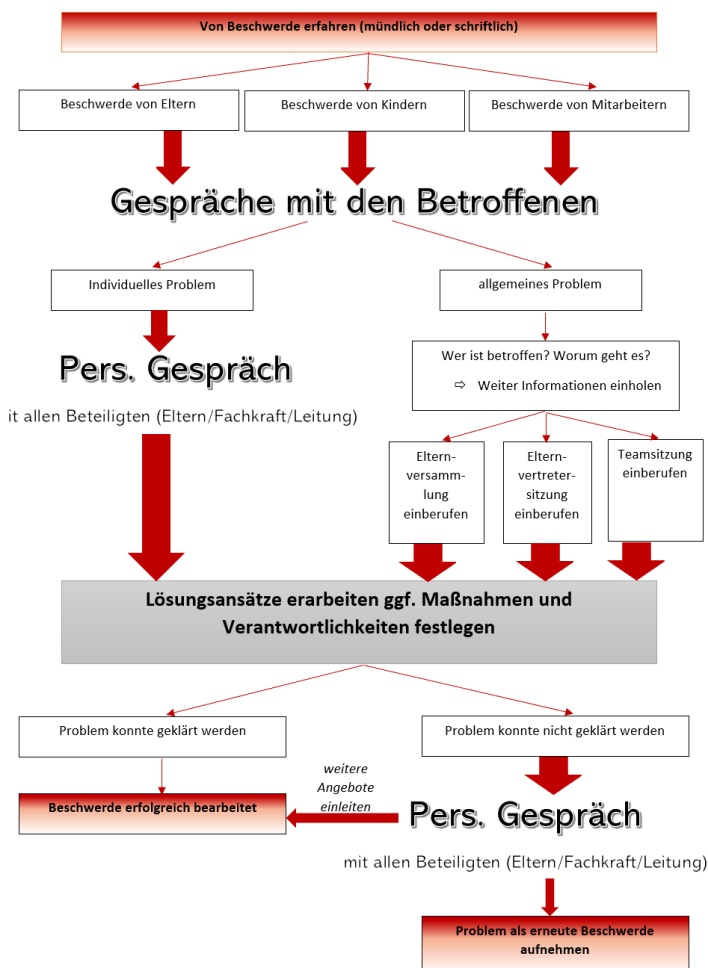 Von Beschwerde erfahren (mündlich oder schriftlich)
Beschwerde von Eltern
Beschwerde von Kindern
Beschwerde von Mitarbeitern
Gespräche mit den Betroffenen
Individuelles Problem
allgemeines Problem
Pers. Gespräch
it allen Beteiligten (Eltern/Fachkraft/Leitung)
Wer ist betroffen? Worum geht es?
⇨ Weiter Informationen einholen
Eltern-
versamm-
lung
einberufen
Eltern-
vertreter-
sitzung
einberufen
Teamsitzung
einberufen
Lösungsansätze erarbeiten ggf. Maßnahmen und
Verantwortlichkeiten festlegen
Problem konnte geklärt werden
Problem konnte nicht geklärt werden
weitere
Angebote
einleiten
Beschwerde erfolgreich bearbeitet
Pers. Gespräch
mit allen Beteiligten (Eltern/Fachkraft/Leitung)
Problem als erneute Beschwerde
aufnehmen